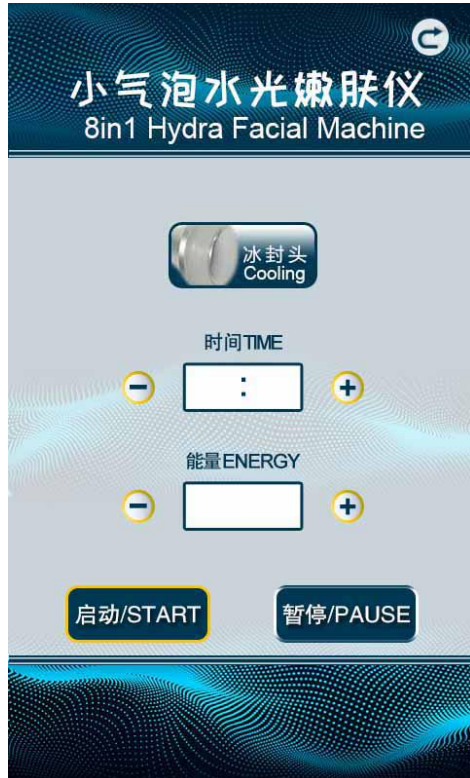 小气泡水光嫩肤仪
8in1 Hydra Facial Machine
冰封头
Cooling
时间TIME
:
能量ENERGY
启动/START
暂停/PAUSE